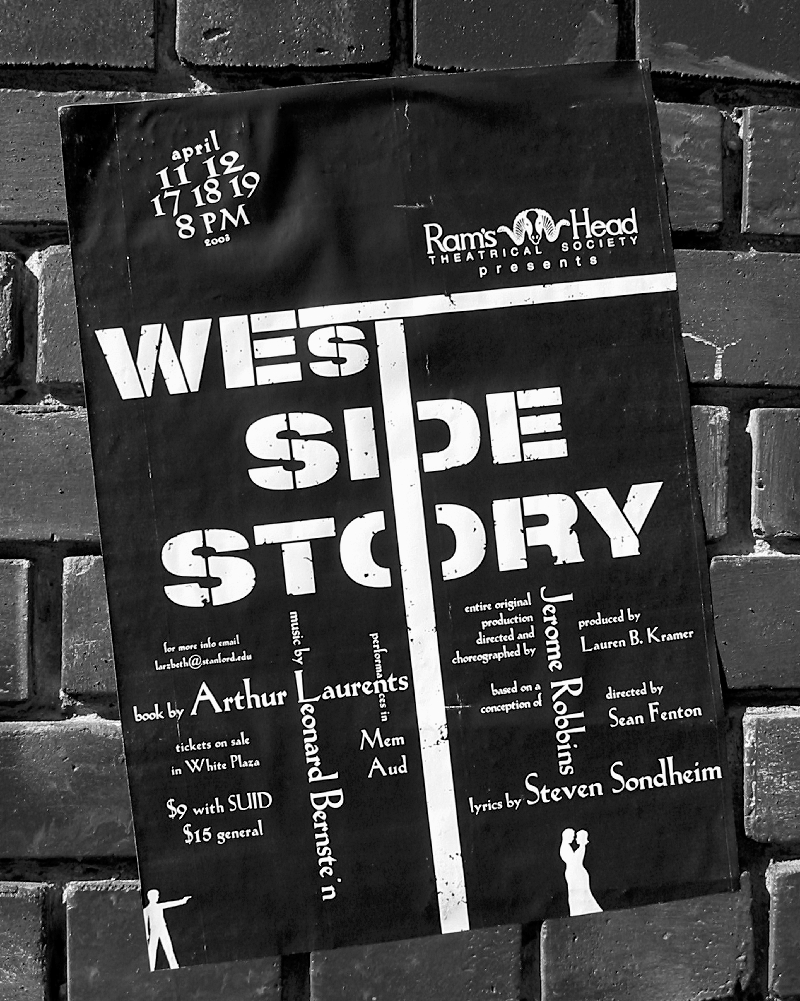 april
11 12
17 18 19
8 PM
2003
Ram's Head
THEATRICAL SOCIETY
presents
WEST
SIDE
STORY
for more info email
larzbeth@stanford.edu
book by Arthur Laurents
tickets on sale
in White Plaza
$9 with SUID
$15 general
music by Leonard Bernstein
performances in
Mem
Aud
entire original
production
directed and
choreographed by
based on a
conception of
Jerome Robbins
produced by
Lauren B. Kramer
directed by
Sean Fenton
lyrics by Steven Sondheim